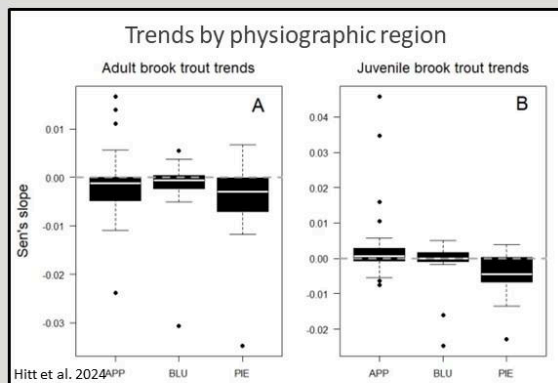 Trends by physiographic region
Adult brook trout trends
A
Sen's slope
0.01
0.00
-0.01
-0.02
-0.03
APP
BLU
PIE
Juvenile brook trout trends
B
0.04
0.03
0.02
0.01
0.00
-0.01
-0.02
APP
BLU
PIE
Hitt et al. 2024